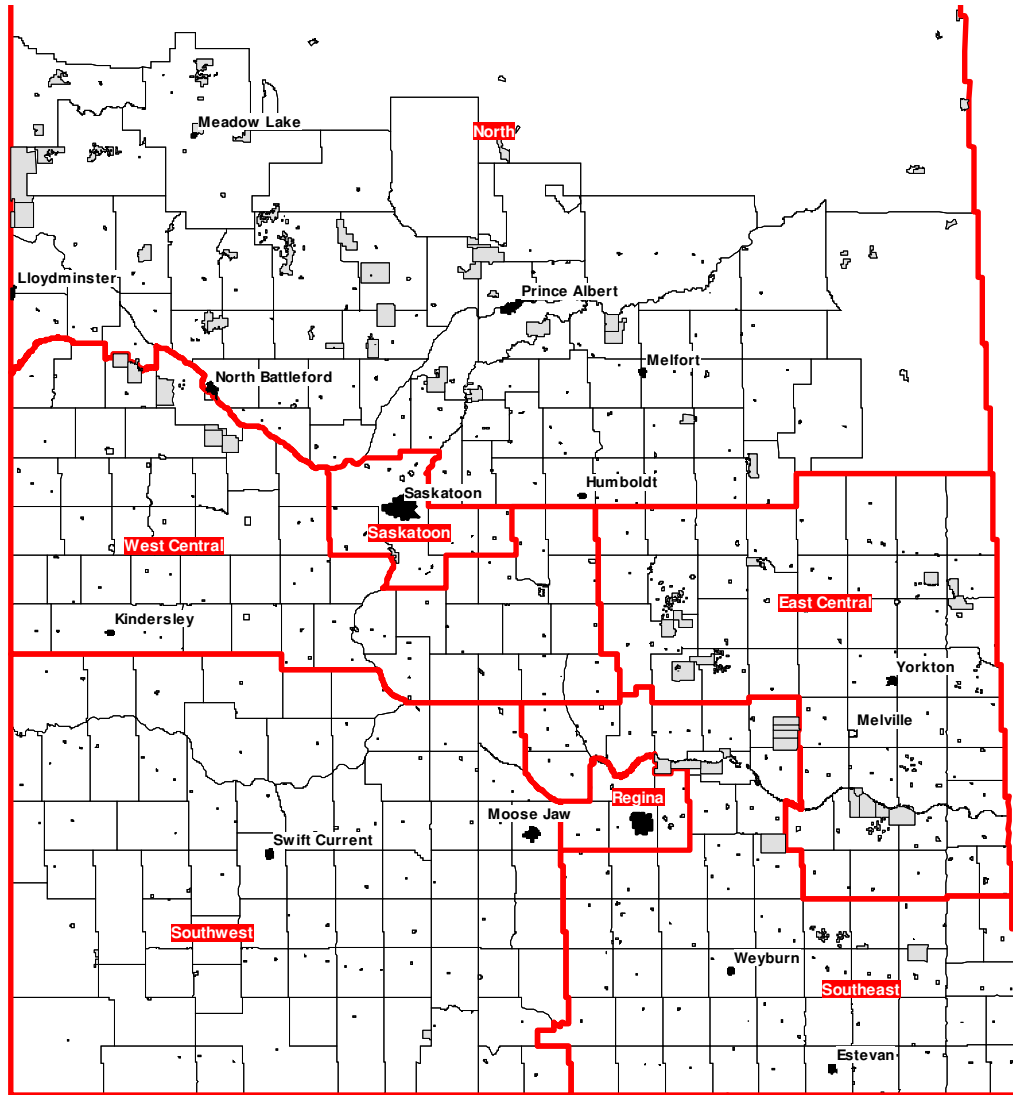 Meadow Lake
North
Lloydminster
Prince Albert
Melfort
North Battleford
Humboldt
Saskatoon
Saskatoon
West Central
East Central
Kindersley
Yorkton
Melville
Regina
Moose Jaw
Swift Current
Southwest
Weyburn
Southeast
Estevan